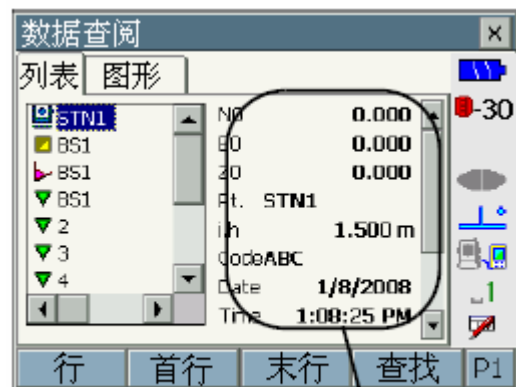 数据查阅
列表 图形
STN1
BS1
BS1
BS1
2
3
4
N0 0.000
E0 0.000
Z0 0.000
Pt. STN1
i.h 1.500 m
Code ABC
Date 1/8/2008
Time 1:08:25 PM
-30
1
行 首行 末行 查找 P1